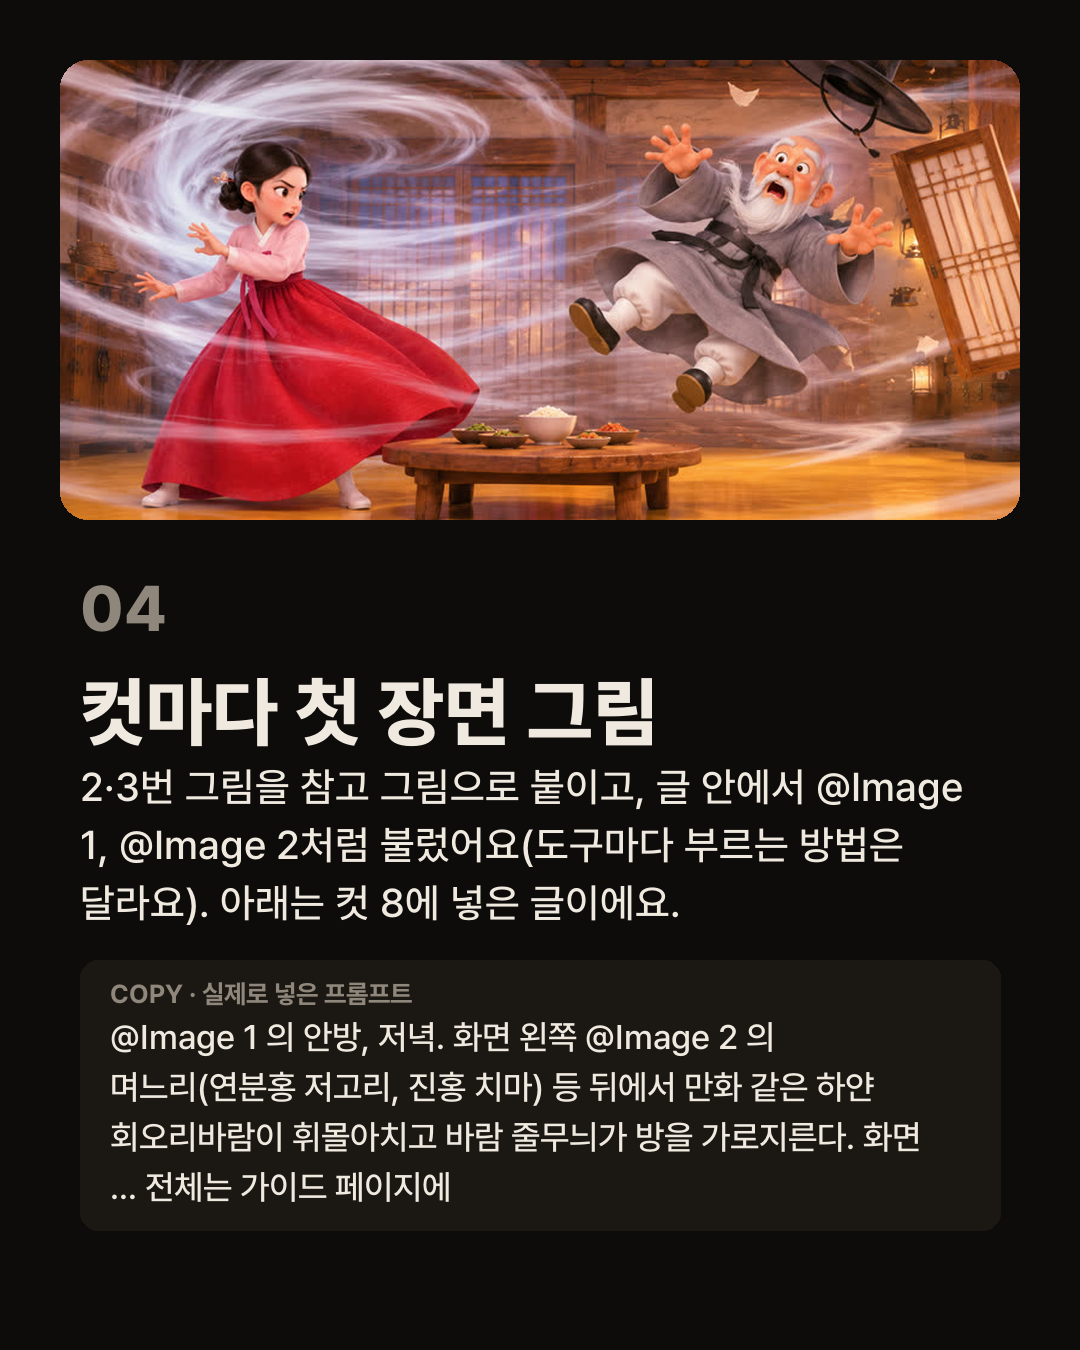 04
컷마다 첫 장면 그림
2·3번 그림을 참고 그림으로 붙이고, 글 안에서 @Image
1, @Image 2처럼 불렀어요(도구마다 부르는 방법은
달라요). 아래는 컷 8에 넣은 글이에요.
COPY · 실제로 넣은 프롬프트
@Image 1 의 안방, 저녁. 화면 왼쪽 @Image 2 의
며느리(연분홍 저고리, 진홍 치마) 등 뒤에서 만화 같은 하얀
회오리바람이 휘몰아치고 바람 줄무늬가 방을 가로지른다. 화면
... 전체는 가이드 페이지에